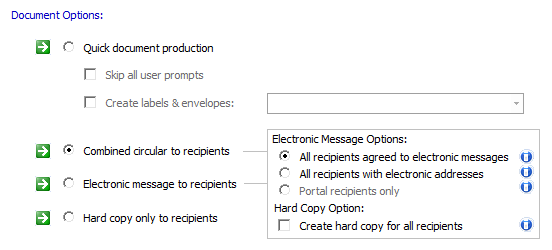 Document Options:
Quick document production
Skip all user prompts
Create labels & envelopes:
Combined circular to recipients
Electronic message to recipients
Hard copy only to recipients
Electronic Message Options:
All recipients agreed to electronic messages
All recipients with electronic addresses
Portal recipients only
Hard Copy Option:
Create hard copy for all recipients